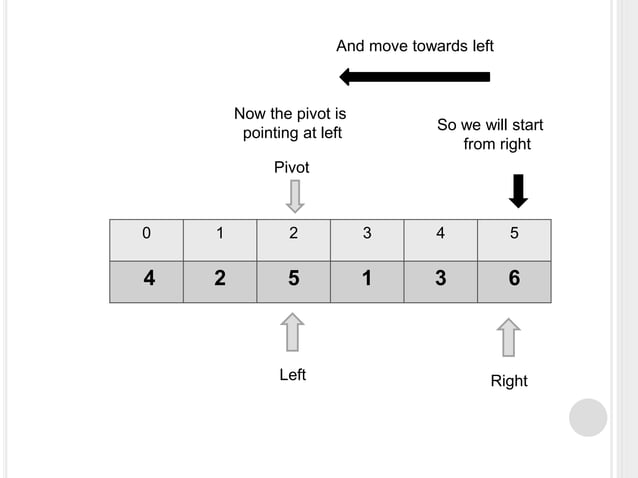 And move towards left
Now the pivot is
pointing at left
So we will start
from right
Pivot
0 1 2 3 4 5
4 2 5 1 3 6
Left
Right